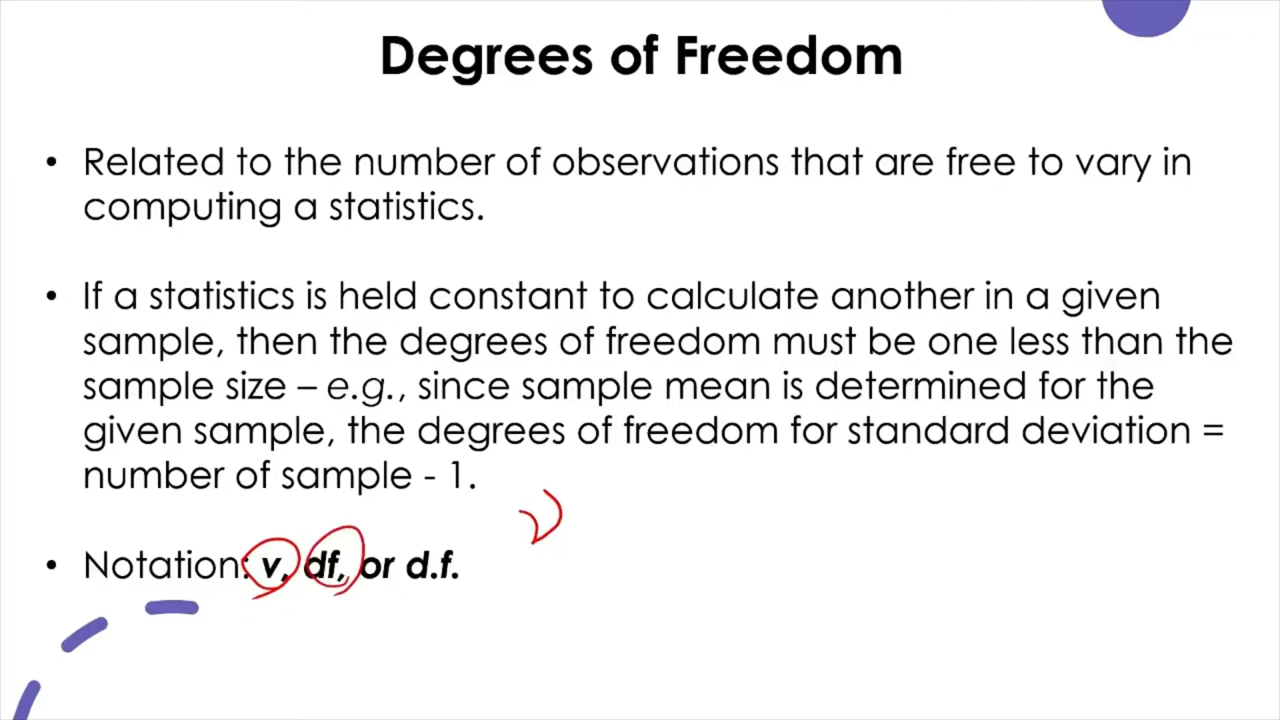 Degrees of Freedom
• Related to the number of observations that are free to vary in
computing a statistics.
• If a statistics is held constant to calculate another in a given
sample, then the degrees of freedom must be one less than the
sample size – e.g., since sample mean is determined for the
given sample, the degrees of freedom for standard deviation =
number of sample - 1.
ν
• Notation: v, df, or d.f.